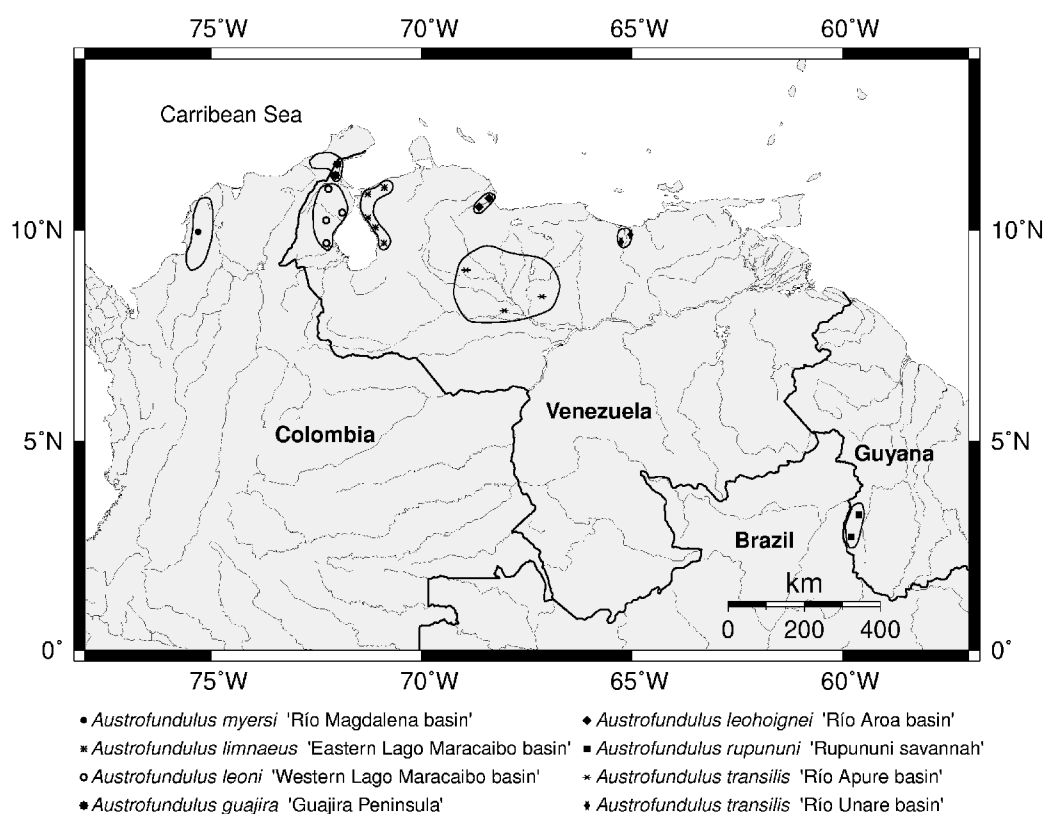 75˚W 70˚W 65˚W 60˚W
Carribean Sea
10˚N 10˚N
Venezuela
Colombia
5˚N 5˚N
Guyana
Brazil
km
0 200 400
0˚ 0˚
75˚W 70˚W 65˚W 60˚W
Austrofundulus myersi 'Río Magdalena basin'
Austrofundulus limnaeus 'Eastern Lago Maracaibo basin'
Austrofundulus leoni 'Western Lago Maracaibo basin'
Austrofundulus guajira 'Guajira Peninsula'
Austrofundulus leohoignei 'Río Aroa basin'
Austrofundulus rupununi 'Rupununi savannah'
Austrofundulus transilis 'Río Apure basin'
Austrofundulus transilis 'Río Unare basin'